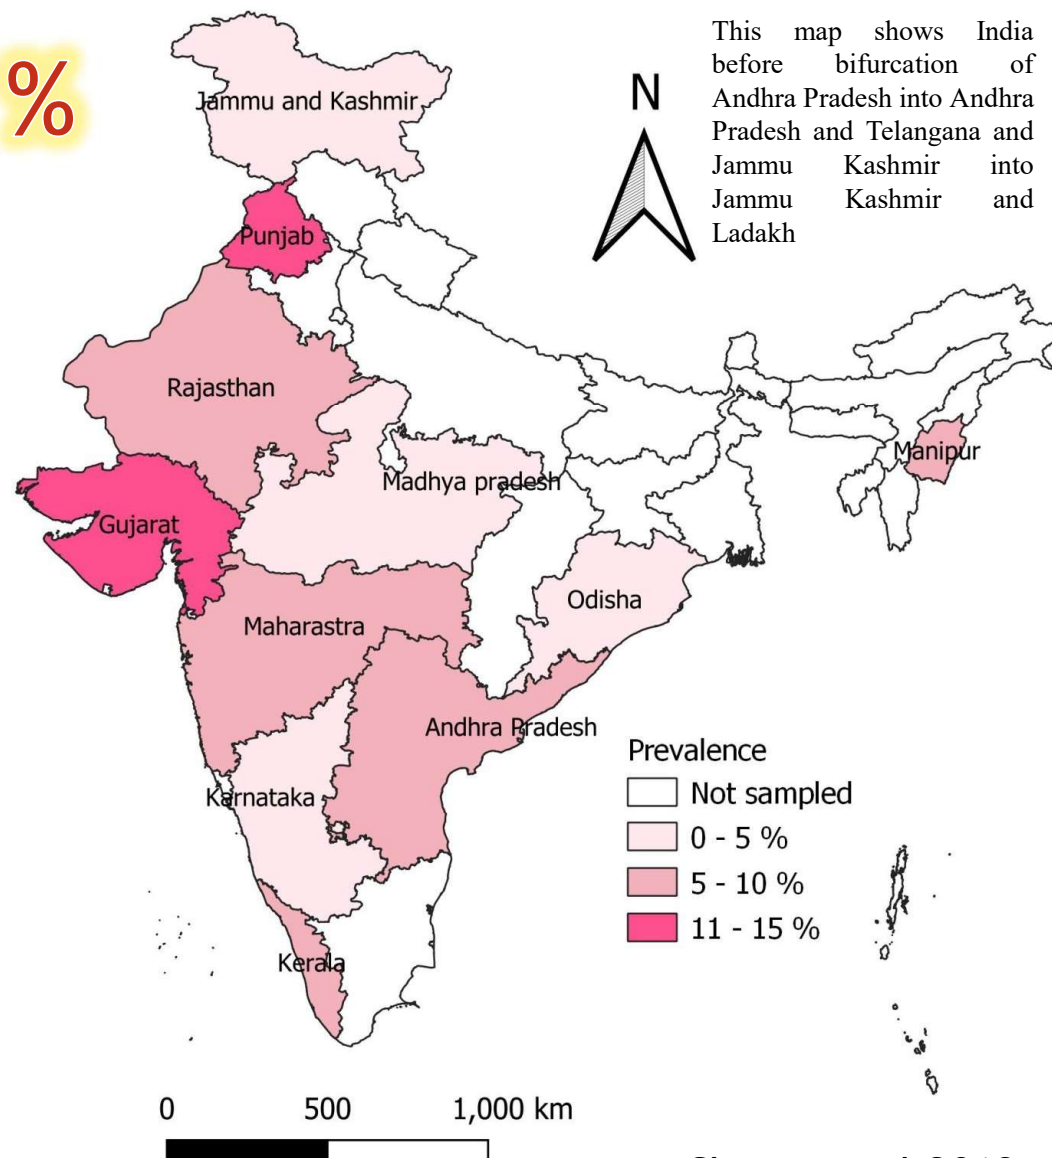 %
This map shows India
before bifurcation of
Andhra Pradesh into Andhra
Pradesh and Telangana and
Jammu Kashmir into
Jammu Kashmir and
Ladakh
N
Jammu and Kashmir
Punjab
Rajasthan
Manipur
Madhya pradesh
Gujarat
Odisha
Maharastra
Andhra Pradesh
Karnataka
Kerala
Prevalence
Not sampled
0 - 5 %
5 - 10 %
11 - 15 %
0 500 1,000 km